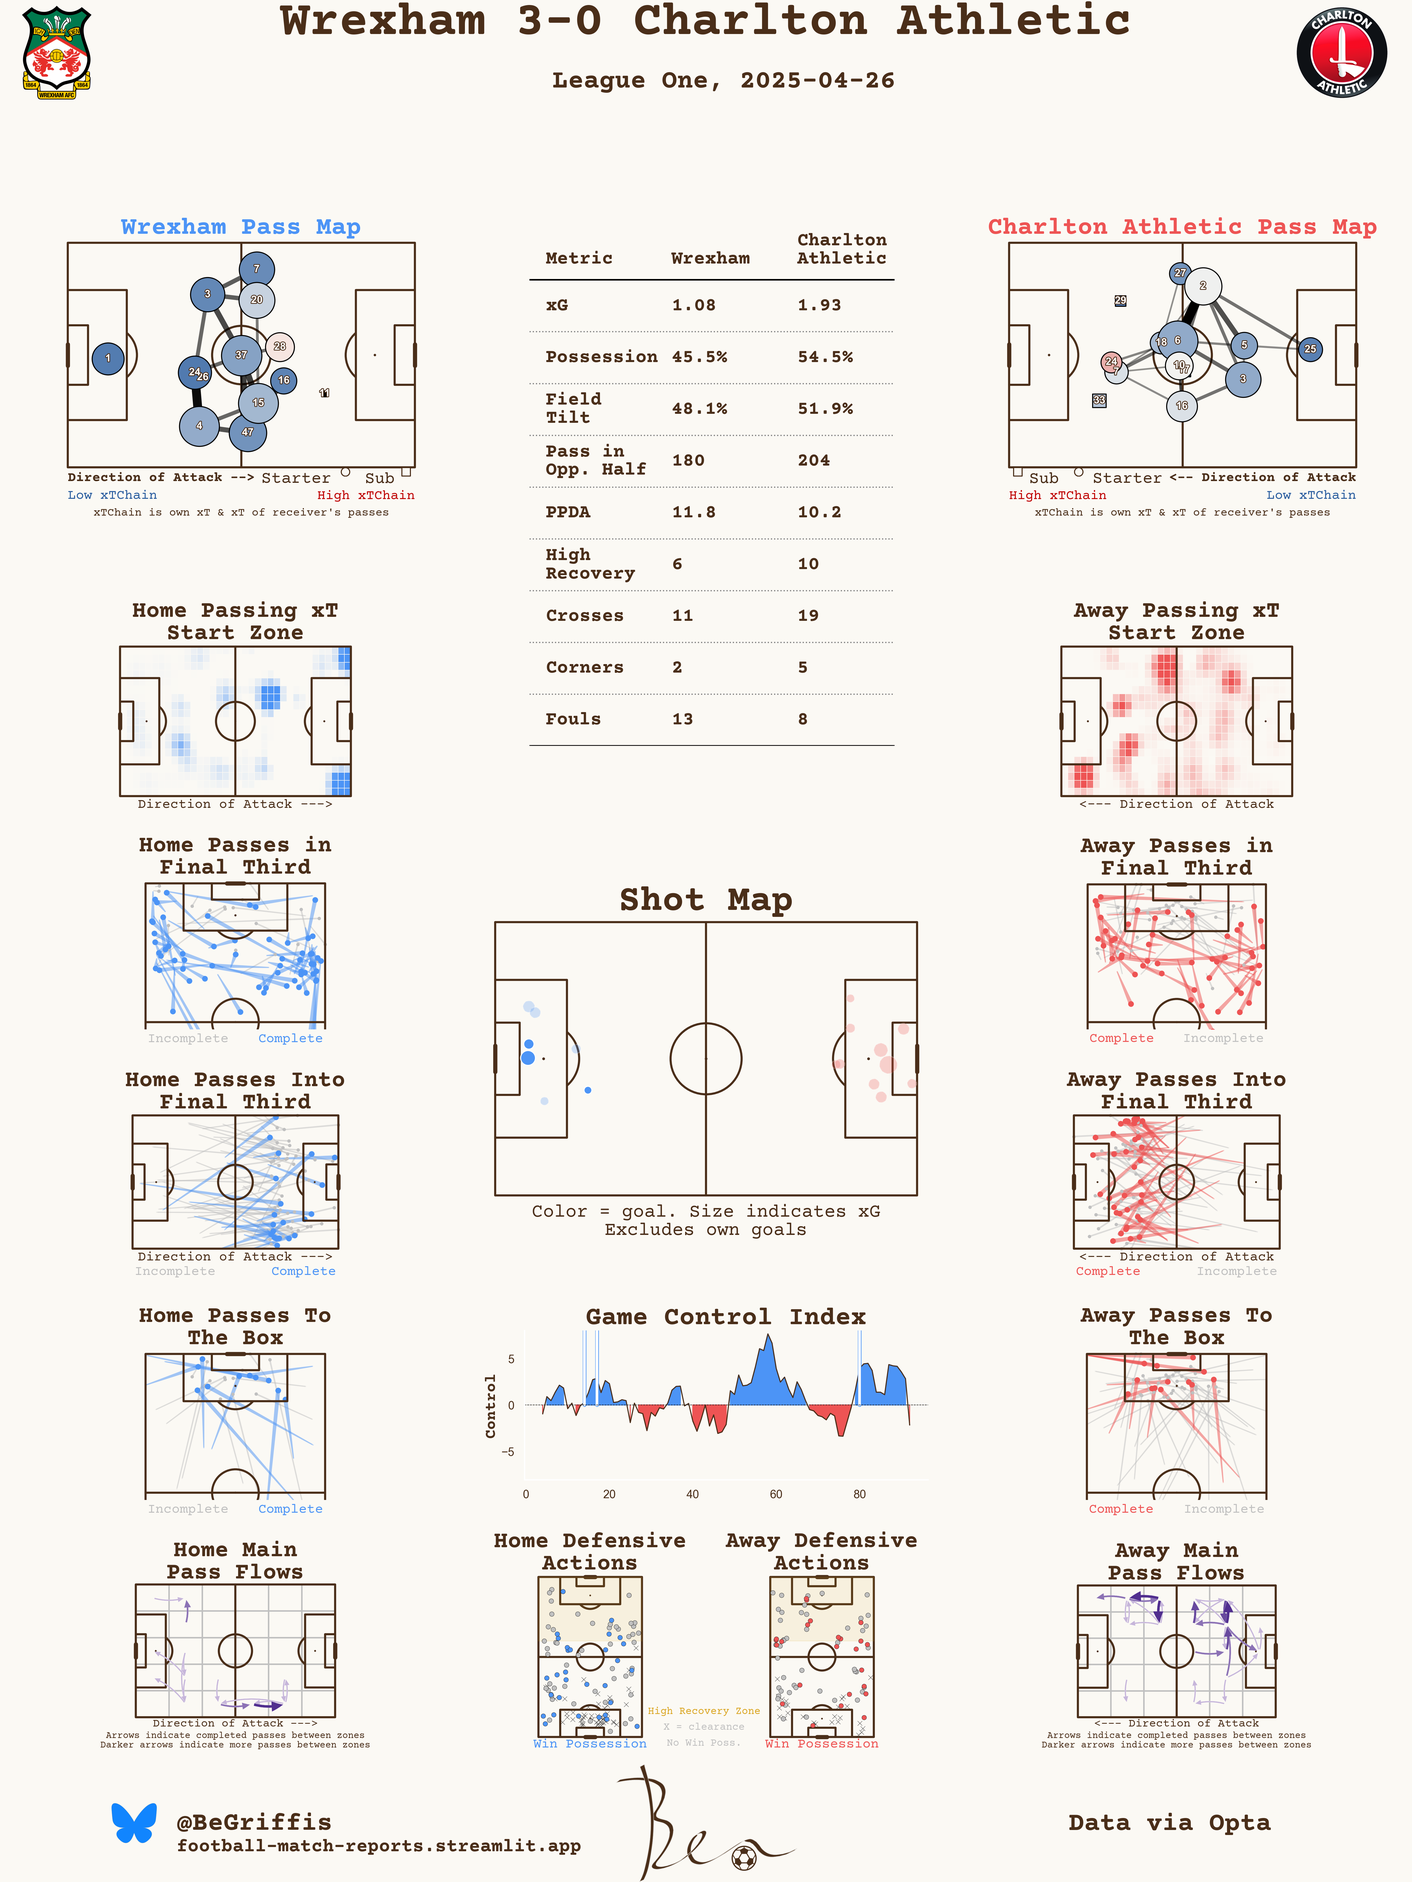 Wrexham 3-0 Charlton Athletic
League One, 2025-04-26
1864 1864
WREXHAM AFC
CHARLTON
ATHLETIC
Wrexham Pass Map
7
3
20
37
28
1
24
26
16
11
15
4
47
Direction of Attack --> Starter Sub
Low xTChain High xTChain
xTChain is own xT & xT of receiver's passes
Metric Wrexham Charlton Athletic
xG 1.08 1.93
Possession 45.5% 54.5%
Field Tilt 48.1% 51.9%
Pass in Opp. Half 180 204
PPDA 11.8 10.2
High Recovery 6 10
Crosses 11 19
Corners 2 5
Fouls 13 8
Charlton Athletic Pass Map
27
2
29
18
6
5
25
24
7
10
17
3
33
16
Sub Starter <-- Direction of Attack
High xTChain Low xTChain
xTChain is own xT & xT of receiver's passes
Home Passing xT
Start Zone
Direction of Attack --->
Away Passing xT
Start Zone
<--- Direction of Attack
Home Passes in
Final Third
Incomplete Complete
Away Passes in
Final Third
Complete Incomplete
Shot Map
Color = goal. Size indicates xG
Excludes own goals
Home Passes Into
Final Third
Direction of Attack --->
Incomplete Complete
Away Passes Into
Final Third
<--- Direction of Attack
Complete Incomplete
Home Passes To
The Box
Incomplete Complete
Game Control Index
Control
5
0
−5
0 20 40 60 80
Away Passes To
The Box
Complete Incomplete
Home Main
Pass Flows
Direction of Attack --->
Arrows indicate completed passes between zones
Darker arrows indicate more passes between zones
Home Defensive
Actions
Win Possession
High Recovery Zone
X = clearance
No Win Poss.
Away Defensive
Actions
Win Possession
Away Main
Pass Flows
<--- Direction of Attack
Arrows indicate completed passes between zones
Darker arrows indicate more passes between zones
@BeGriffis
football-match-reports.streamlit.app
Ben
Data via Opta